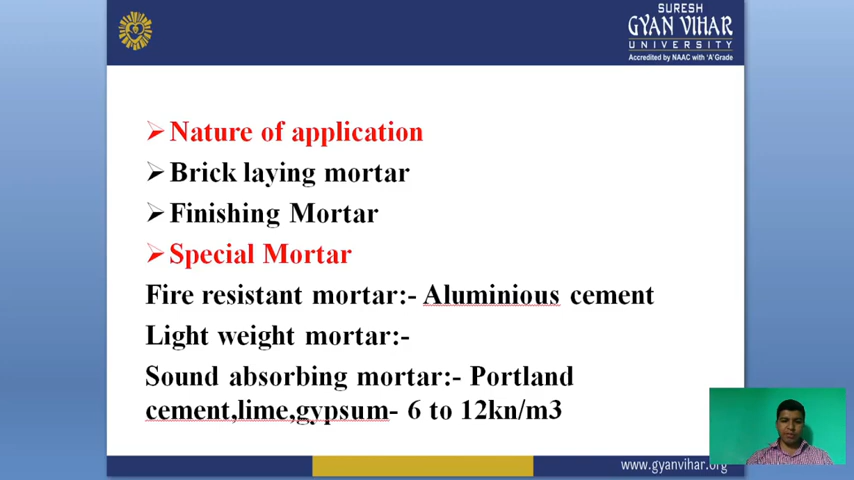 SURESH
GYAN VIHAR
UNIVERSITY
Accredited by NAAC with 'A' Grade
Nature of application
Brick laying mortar
Finishing Mortar
Special Mortar
Fire resistant mortar:- Aluminious cement
Light weight mortar:-
Sound absorbing mortar:- Portland
cement,lime,gypsum- 6 to 12kn/m3
www.gyanvihar.org